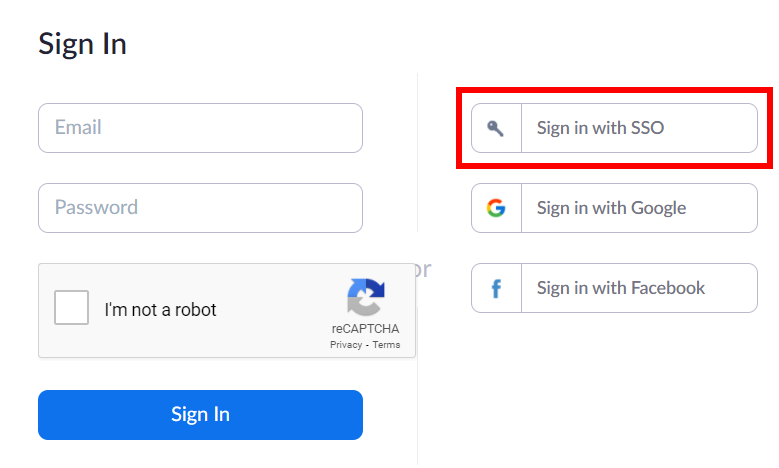 Sign In
Email
Password
I'm not a robot
reCAPTCHA
Privacy - Terms
Sign In
or
Sign in with SSO
Sign in with Google
Sign in with Facebook